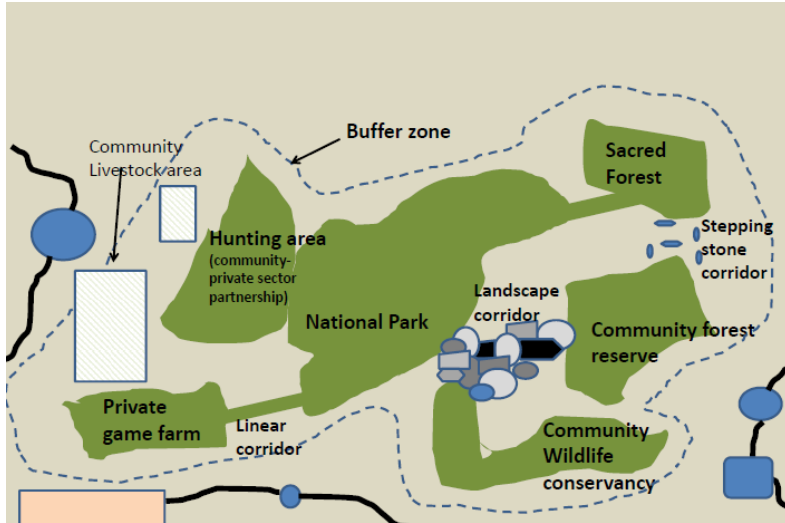 Buffer zone
Community
Livestock area
Sacred
Forest
Stepping
stone
corridor
Hunting area
(community-
private sector
partnership)
Landscape
corridor
National Park
Community forest
reserve
Private
game farm
Linear
corridor
Community
Wildlife
conservancy